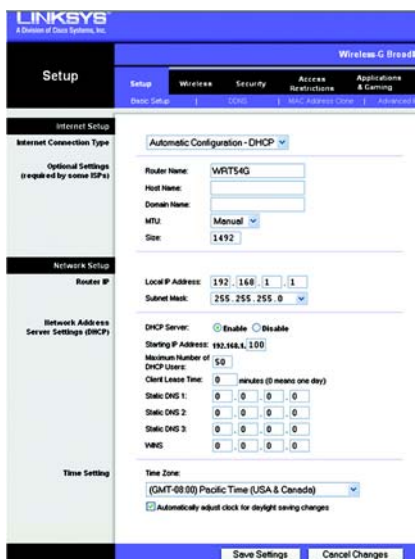 LINKSYS
A Division of Cisco Systems, Inc.
Wireless-G Broadb
Setup
Setup Wireless Security Access Restrictions Applications & Gaming
Basic Setup | DDNS | MAC Address Clone | Advanced
Internet Setup
Internet Connection Type Automatic Configuration - DHCP
Optional Settings (required by some ISPs)
Router Name: WRT54G
Host Name:
Domain Name:
MTU: Manual
Size: 1492
Network Setup
Router IP
Local IP Address: 192 . 168 . 1 . 1
Subnet Mask: 255.255.255.0
Network Address Server Settings (DHCP)
DHCP Server: Enable Disable
Starting IP Address: 192.168.1. 100
Maximum Number of DHCP Users: 50
Client Lease Time: 0 minutes (0 means one day)
Static DNS 1: 0 . 0 . 0 . 0
Static DNS 2: 0 . 0 . 0 . 0
Static DNS 3: 0 . 0 . 0 . 0
WINS 0 . 0 . 0 . 0
Time Setting
Time Zone:
(GMT-08:00) Pacific Time (USA & Canada)
Automatically adjust clock for daylight saving changes
Save Settings Cancel Changes